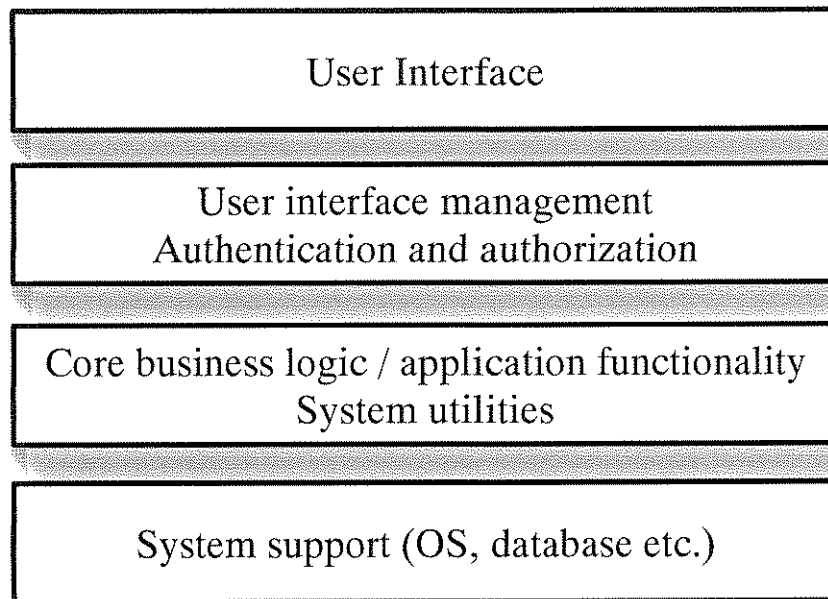 User Interface
User interface management
Authentication and authorization
Core business logic / application functionality
System utilities
System support (OS, database etc.)